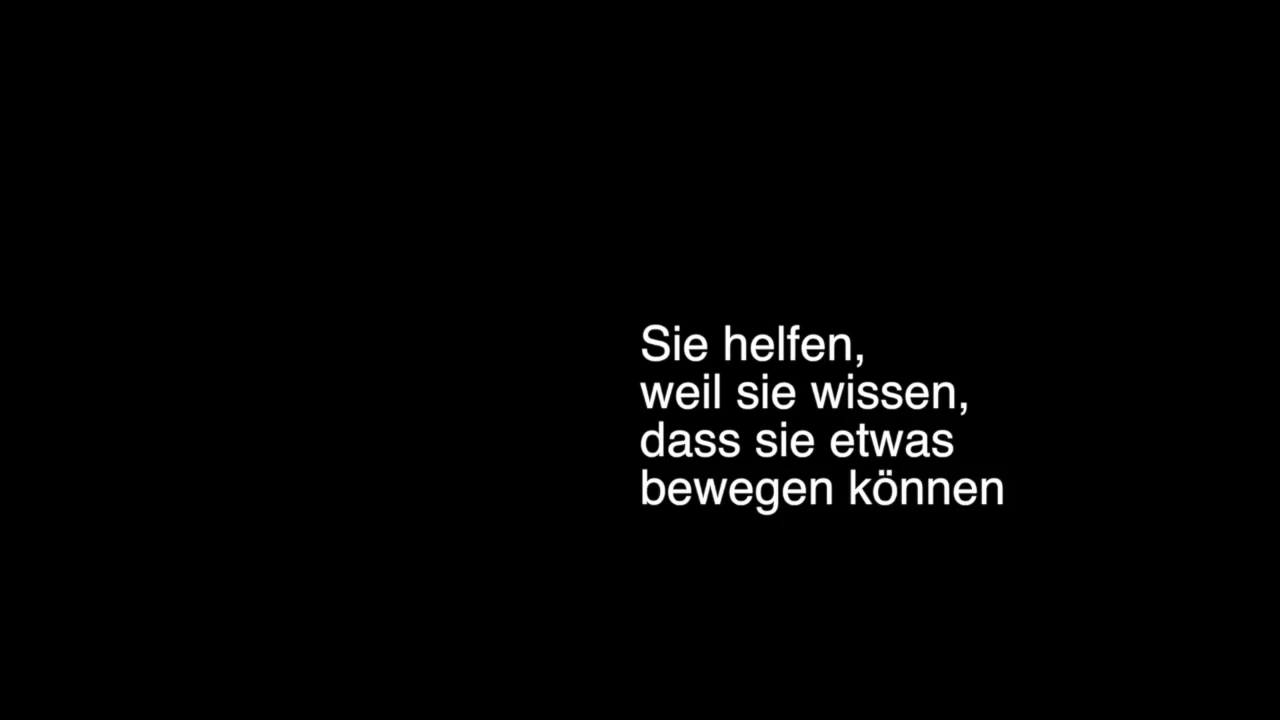 Sie helfen,
weil sie wissen,
dass sie etwas
bewegen können